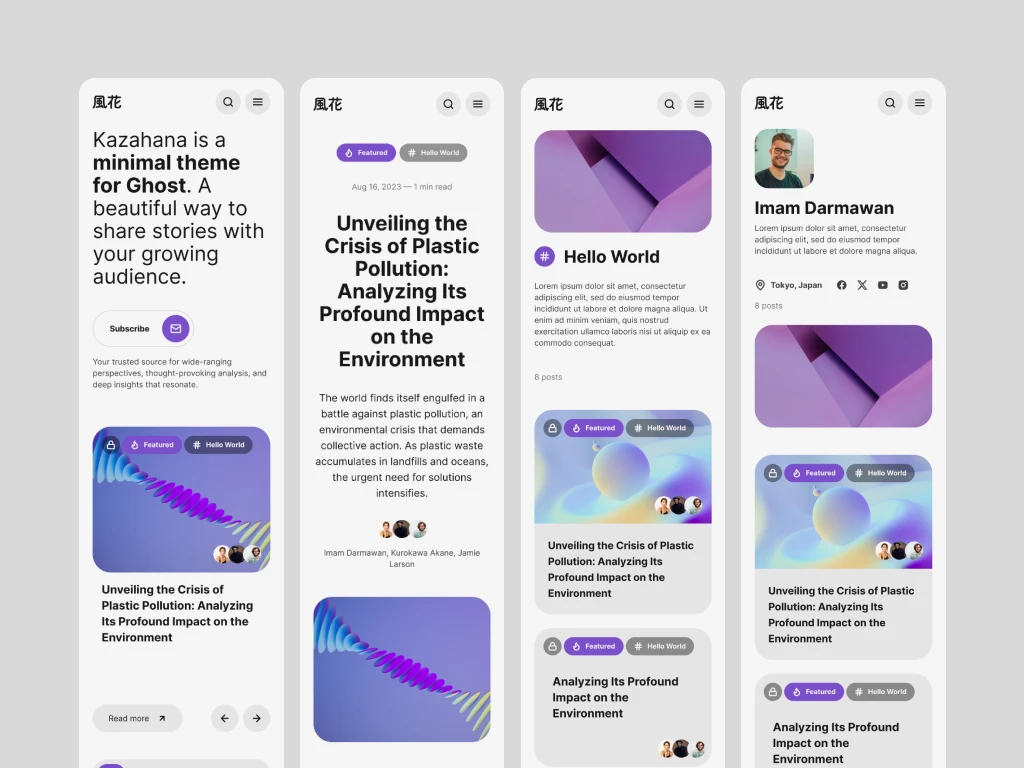 風花
Kazahana is a
minimal theme
for Ghost. A
beautiful way to
share stories with
your growing
audience.
Subscribe
Your trusted source for wide-ranging
perspectives, thought-provoking analysis, and
deep insights that resonate.
Featured
# Hello World
Unveiling the Crisis of
Plastic Pollution: Analyzing
Its Profound Impact on the
Environment
Read more
風花
Featured
# Hello World
Aug 16, 2023 — 1 min read
Unveiling the
Crisis of Plastic
Pollution:
Analyzing Its
Profound Impact
on the
Environment
The world finds itself engulfed in a
battle against plastic pollution, an
environmental crisis that demands
collective action. As plastic waste
accumulates in landfills and oceans,
the urgent need for solutions
intensifies.
Imam Darmawan, Kurokawa Akane, Jamie
Larson
風花
# Hello World
Lorem ipsum dolor sit amet, consectetur
adipiscing elit, sed do eiusmod tempor
incididunt ut labore et dolore magna aliqua. Ut
enim ad minim veniam, quis nostrud
exercitation ullamco laboris nisi ut aliquip ex ea
commodo consequat.
8 posts
Featured
# Hello World
Unveiling the Crisis of Plastic
Pollution: Analyzing Its
Profound Impact on the
Environment
Featured
# Hello World
Analyzing Its Profound
Impact on the
Environment
風花
Imam Darmawan
Lorem ipsum dolor sit amet, consectetur
adipiscing elit, sed do eiusmod tempor
incididunt ut labore et dolore magna aliqua.
Tokyo, Japan
8 posts
Featured
# Hello World
Unveiling the Crisis of Plastic
Pollution: Analyzing Its
Profound Impact on the
Environment
Featured
# Hello World
Analyzing Its Profound
Impact on the
Environment